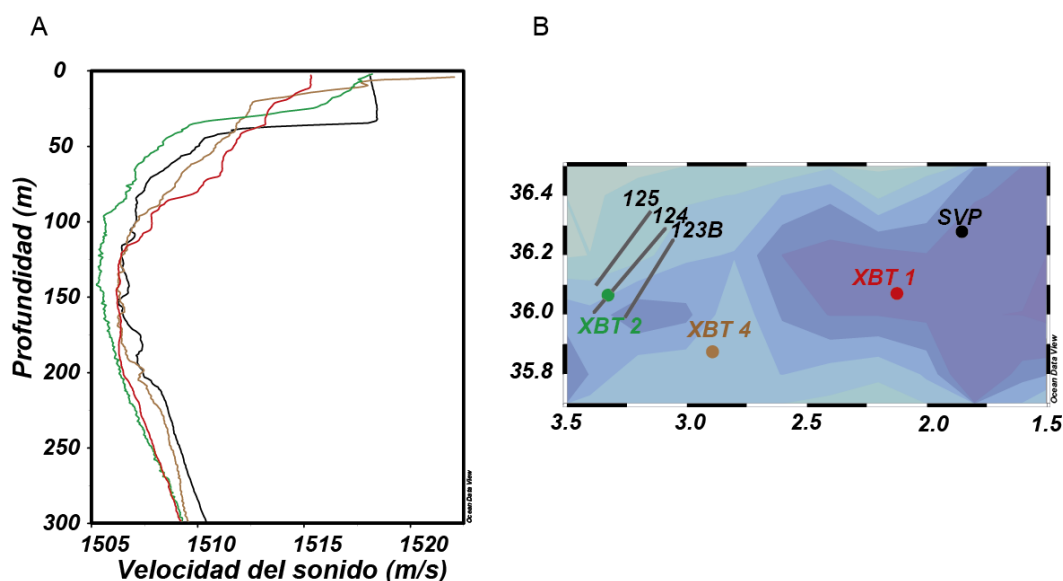 A
0
50
100
150
200
250
300
Profundidad (m)
1505
1510
1515
1520
Velocidad del sonido (m/s)
Ocean Data View
B
36.4
36.2
36.0
35.8
125
124
123B
SVP
XBT 1
XBT 2
XBT 4
3.5
3.0
2.5
2.0
1.5
Ocean Data View